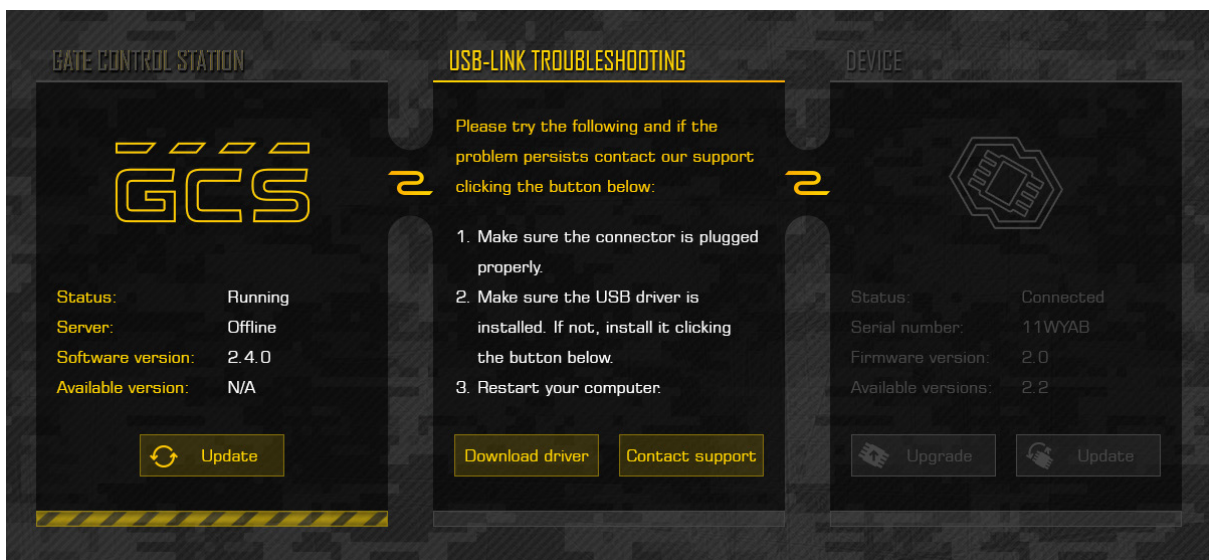 GATE CONTROL STATION
GCS
Status: Running
Server: Offline
Software version: 2.4.0
Available version: N/A
Update
USB-LINK TROUBLESHOOTING
Please try the following and if the
problem persists contact our support
clicking the button below:
1. Make sure the connector is plugged
properly.
2. Make sure the USB driver is
installed. If not, install it clicking
the button below.
3. Restart your computer.
Download driver
Contact support
DEVICE
Status: Connected
Serial number: 11WYAB
Firmware version: 2.0
Available versions: 2.2
Upgrade
Update